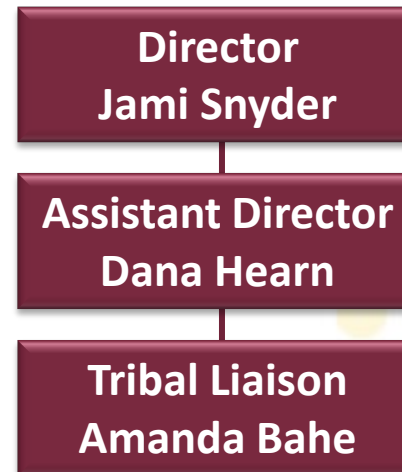 Director
Jami Snyder
Assistant Director
Dana Hearn
Tribal Liaison
Amanda Bahe